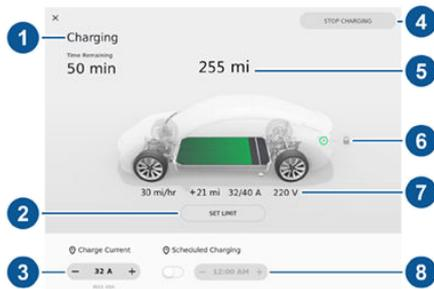 ×
STOP CHARGING
4
1
Charging
Time Remaining
50 min
255 mi
5
6
30 mi/hr +21 mi 32/40 A 220 V
7
2
SET LIMIT
Charge Current
Scheduled Charging
3
− 32 A +
− 12:00 AM +
8